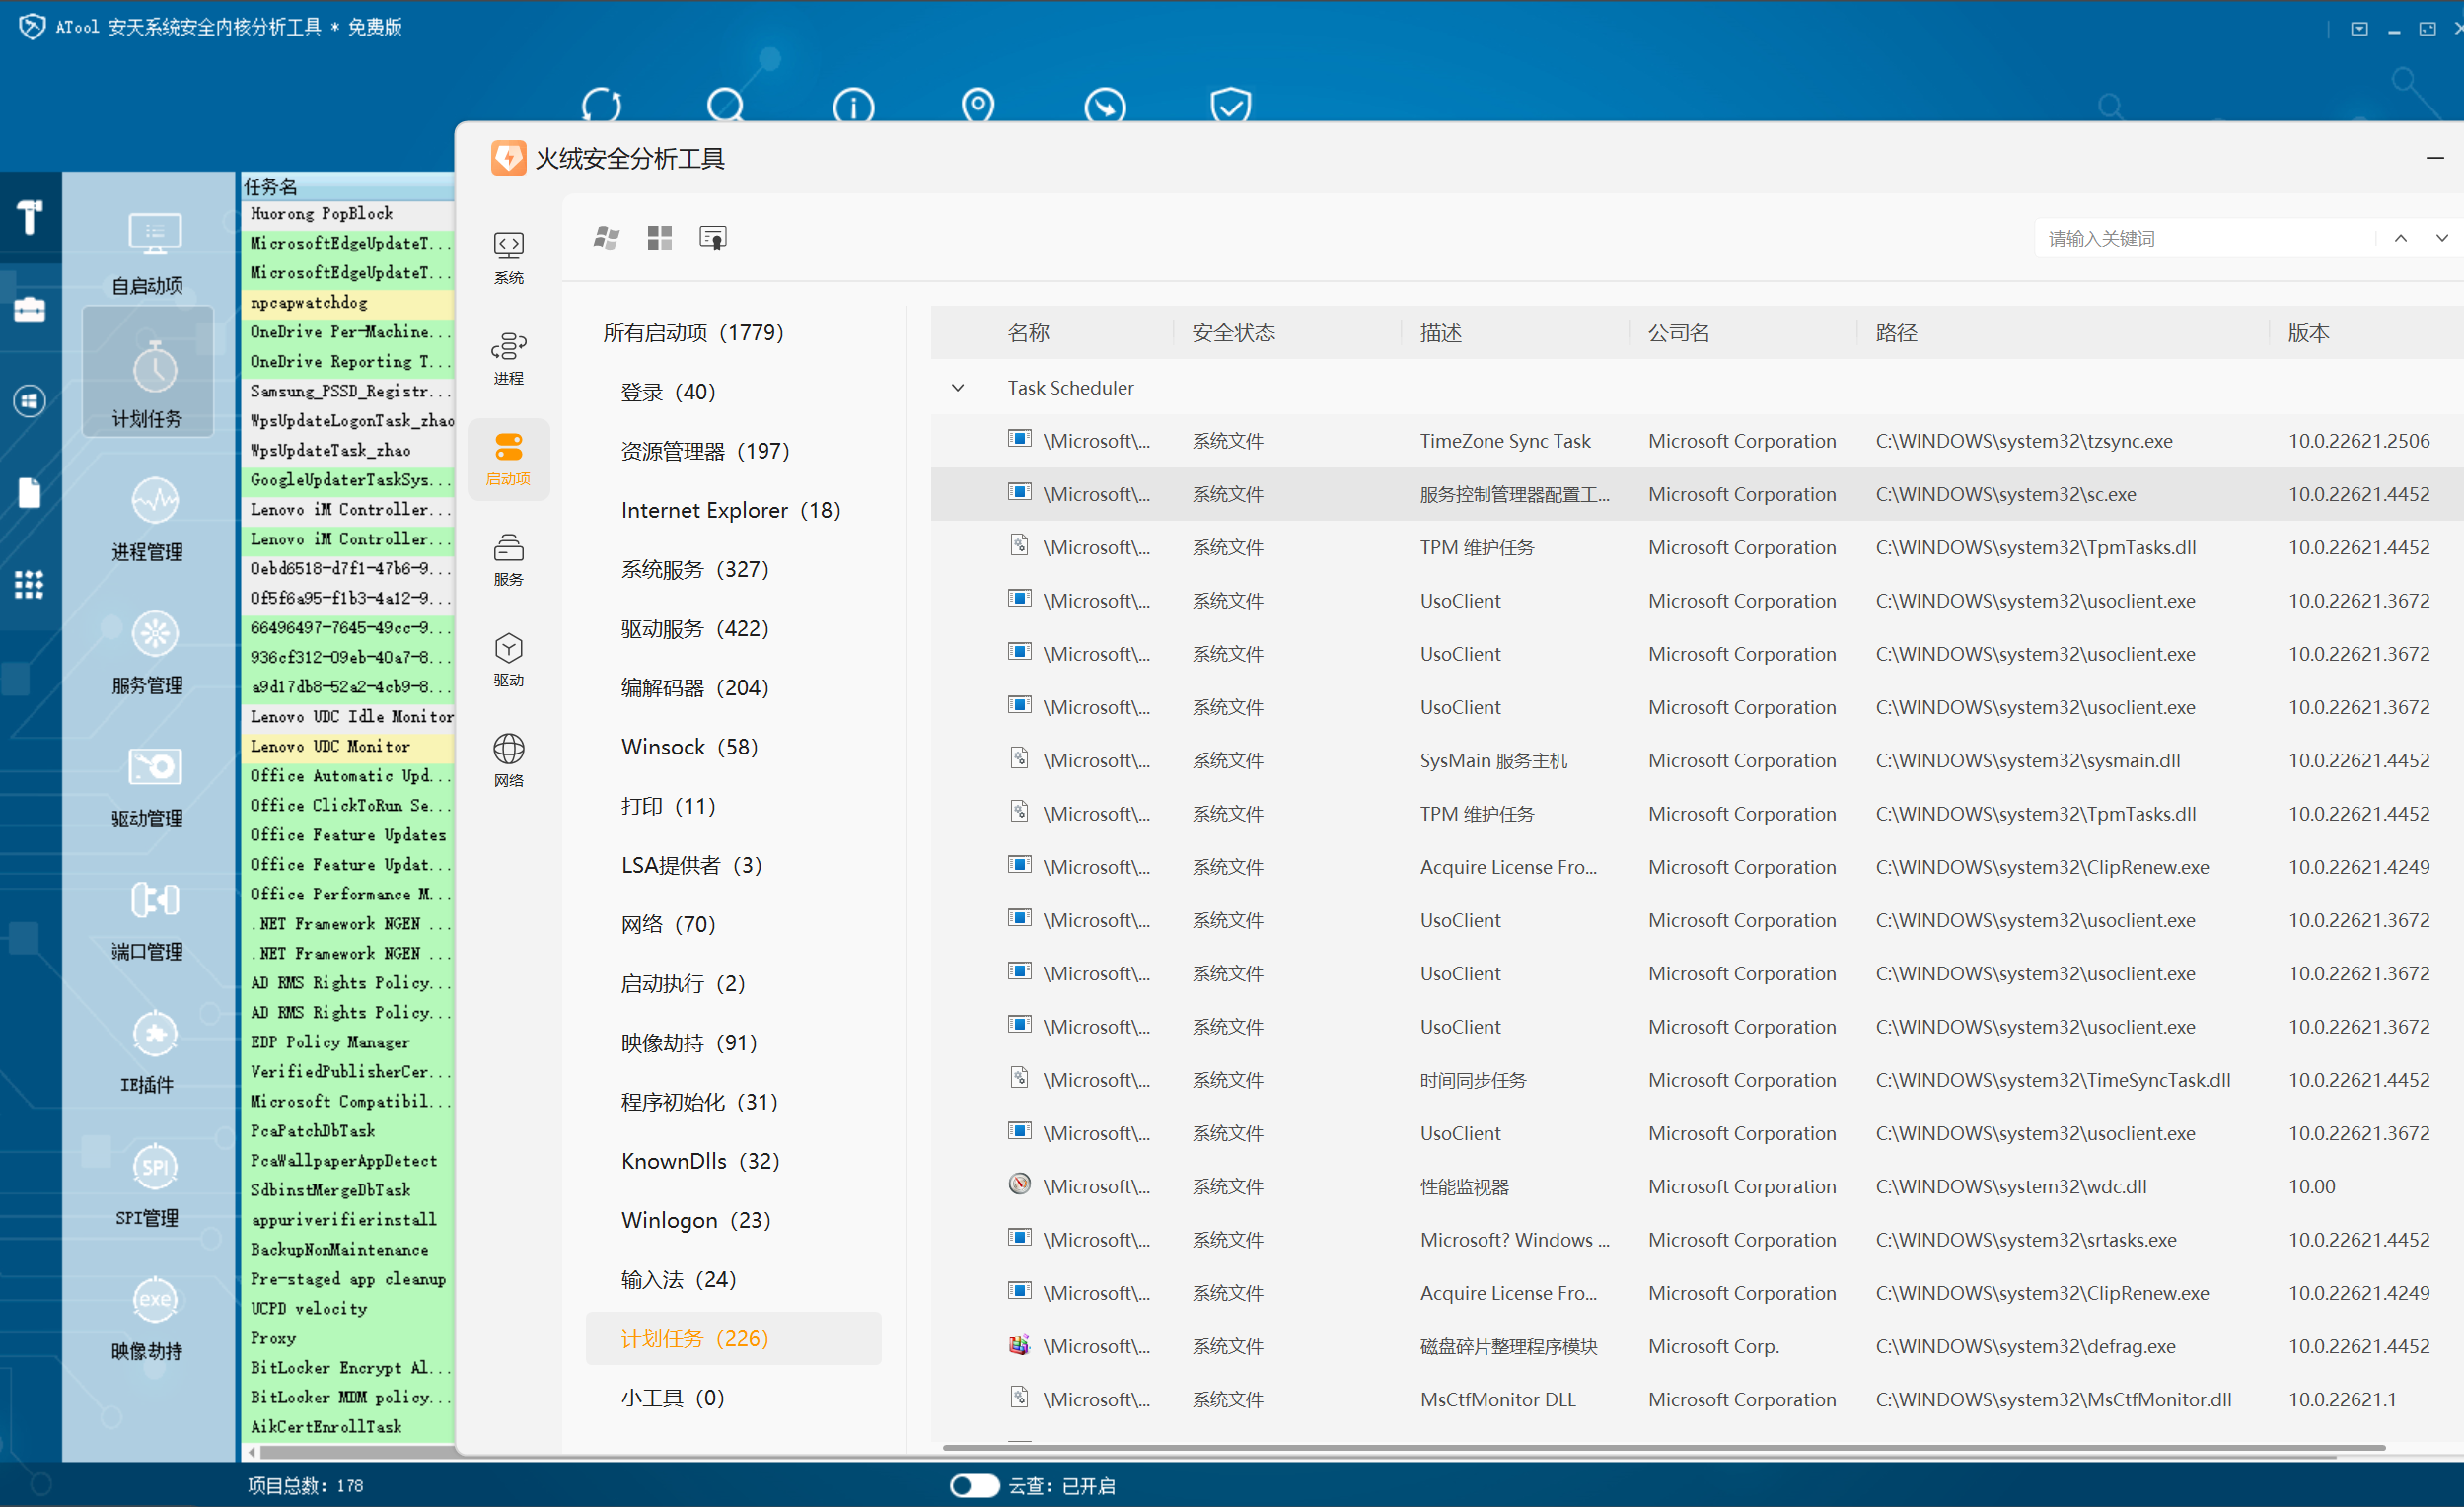 ATool 安天系统安全内核分析工具 * 免费版
自启动项
计划任务
进程管理
服务管理
驱动管理
端口管理
IE插件
SPI
SPI管理
exe
映像劫持
任务名
Huorong PopBlock
MicrosoftEdgeUpdateT...
MicrosoftEdgeUpdateT...
npcapwatchdog
OneDrive Per-Machine...
OneDrive Reporting T...
Samsung_PSSD_Registr...
WpsUpdateLogonTask_zhao
WpsUpdateTask_zhao
GoogleUpdaterTaskSys...
Lenovo iM Controller...
Lenovo iM Controller...
0ebd6518-d7f1-47b6-9...
0f5f6a95-f1b3-4a12-9...
66496497-7645-49cc-9...
936cf312-09eb-40a7-8...
a9d17db8-52a2-4cb9-8...
Lenovo UDC Idle Monitor
Lenovo UDC Monitor
Office Automatic Upd...
Office ClickToRun Se...
Office Feature Updates
Office Feature Updat...
Office Performance M...
.NET Framework NGEN ...
.NET Framework NGEN ...
AD RMS Rights Policy...
AD RMS Rights Policy...
EDP Policy Manager
VerifiedPublisherCer...
Microsoft Compatibil...
PcaPatchDbTask
PcaWallpaperAppDetect
SdbinstMergeDbTask
appuriverifierinstall
BackupNonMaintenance
Pre-staged app cleanup
UCPD velocity
Proxy
BitLocker Encrypt Al...
BitLocker MDM policy...
AikCertEnrollTask
项目总数: 178
云查: 已开启
火绒安全分析工具
系统
进程
启动项
服务
驱动
网络
请输入关键词
所有启动项（1779）
登录（40）
资源管理器（197）
Internet Explorer（18）
系统服务（327）
驱动服务（422）
编解码器（204）
Winsock（58）
打印（11）
LSA提供者（3）
网络（70）
启动执行（2）
映像劫持（91）
程序初始化（31）
KnownDlls（32）
Winlogon（23）
输入法（24）
计划任务（226）
小工具（0）
名称 安全状态 描述 公司名 路径 版本
Task Scheduler
\Microsoft\... 系统文件 TimeZone Sync Task Microsoft Corporation C:\WINDOWS\system32\tzsync.exe 10.0.22621.2506
\Microsoft\... 系统文件 服务控制管理器配置工... Microsoft Corporation C:\WINDOWS\system32\sc.exe 10.0.22621.4452
\Microsoft\... 系统文件 TPM 维护任务 Microsoft Corporation C:\WINDOWS\system32\TpmTasks.dll 10.0.22621.4452
\Microsoft\... 系统文件 UsoClient Microsoft Corporation C:\WINDOWS\system32\usoclient.exe 10.0.22621.3672
\Microsoft\... 系统文件 UsoClient Microsoft Corporation C:\WINDOWS\system32\usoclient.exe 10.0.22621.3672
\Microsoft\... 系统文件 UsoClient Microsoft Corporation C:\WINDOWS\system32\usoclient.exe 10.0.22621.3672
\Microsoft\... 系统文件 SysMain 服务主机 Microsoft Corporation C:\WINDOWS\system32\sysmain.dll 10.0.22621.4452
\Microsoft\... 系统文件 TPM 维护任务 Microsoft Corporation C:\WINDOWS\system32\TpmTasks.dll 10.0.22621.4452
\Microsoft\... 系统文件 Acquire License Fro... Microsoft Corporation C:\WINDOWS\system32\ClipRenew.exe 10.0.22621.4249
\Microsoft\... 系统文件 UsoClient Microsoft Corporation C:\WINDOWS\system32\usoclient.exe 10.0.22621.3672
\Microsoft\... 系统文件 UsoClient Microsoft Corporation C:\WINDOWS\system32\usoclient.exe 10.0.22621.3672
\Microsoft\... 系统文件 UsoClient Microsoft Corporation C:\WINDOWS\system32\usoclient.exe 10.0.22621.3672
\Microsoft\... 系统文件 时间同步任务 Microsoft Corporation C:\WINDOWS\system32\TimeSyncTask.dll 10.0.22621.4452
\Microsoft\... 系统文件 UsoClient Microsoft Corporation C:\WINDOWS\system32\usoclient.exe 10.0.22621.3672
\Microsoft\... 系统文件 性能监视器 Microsoft Corporation C:\WINDOWS\system32\wdc.dll 10.00
\Microsoft\... 系统文件 Microsoft? Windows ... Microsoft Corporation C:\WINDOWS\system32\srtasks.exe 10.0.22621.4452
\Microsoft\... 系统文件 Acquire License Fro... Microsoft Corporation C:\WINDOWS\system32\ClipRenew.exe 10.0.22621.4249
\Microsoft\... 系统文件 磁盘碎片整理程序模块 Microsoft Corp. C:\WINDOWS\system32\defrag.exe 10.0.22621.4452
\Microsoft\... 系统文件 MsCtfMonitor DLL Microsoft Corporation C:\WINDOWS\system32\MsCtfMonitor.dll 10.0.22621.1